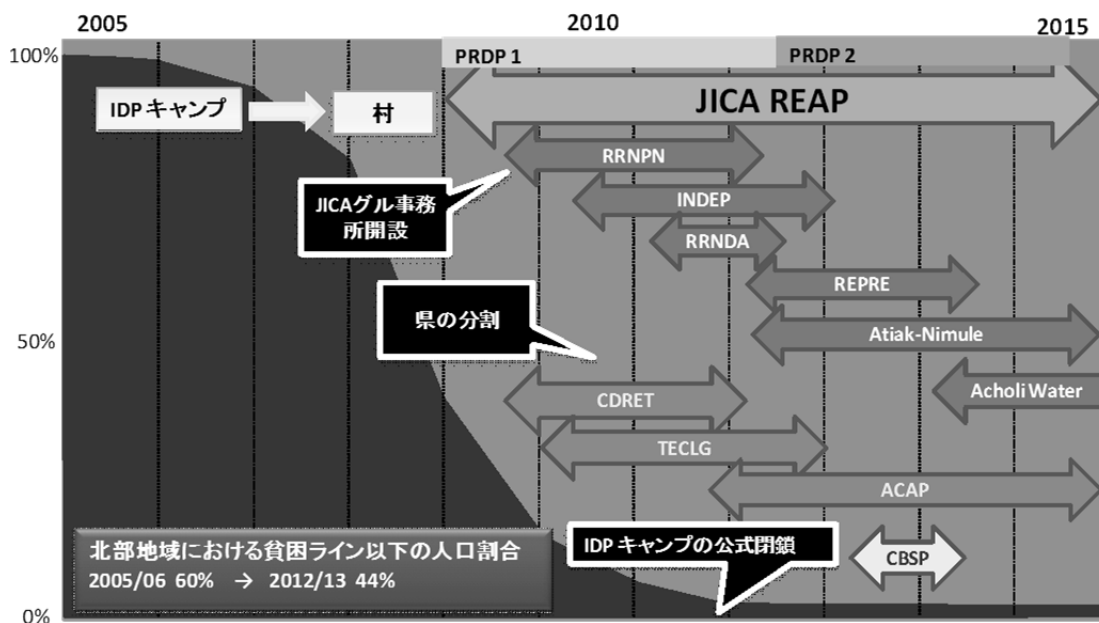 2005
2010
2015
100%
PRDP 1
PRDP 2
JICA REAP
IDP キャンプ
村
RRNPN
JICAグル事務
所開設
INDEP
RRNDA
REPRE
県の分割
50%
Atiak-Nimule
Acholi Water
CDRET
TECLG
ACAP
IDP キャンプの公式閉鎖
CBSP
北部地域における貧困ライン以下の人口割合
2005/06 60% → 2012/13 44%
0%